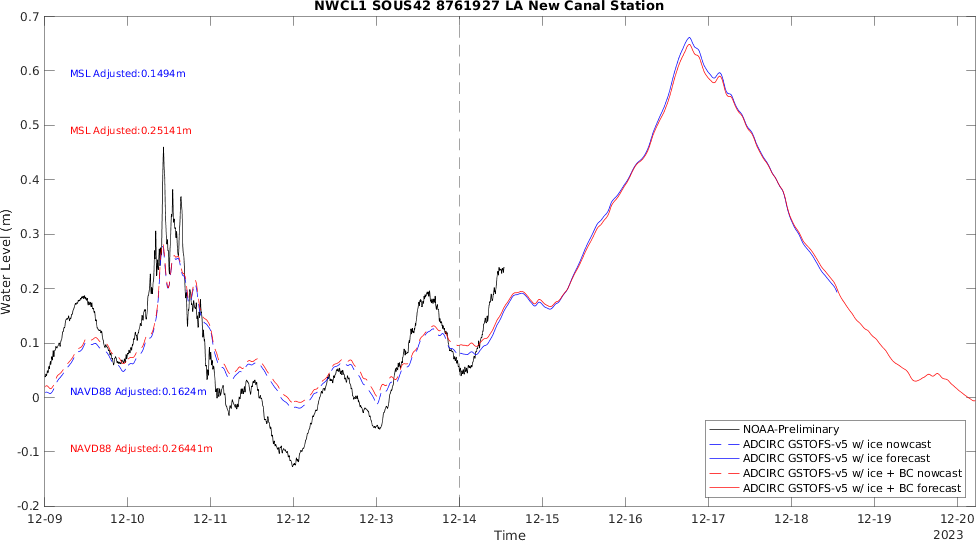 NWCL1 SOUS42 8761927 LA New Canal Station
0.7
0.6
0.5
0.4
0.3
0.2
0.1
0
-0.1
-0.2
Water Level (m)
MSL Adjusted:0.1494m
MSL Adjusted:0.25141m
NAVD88 Adjusted:0.1624m
NAVD88 Adjusted:0.26441m
NOAA-Preliminary
ADCIRC GSTOFS-v5 w/ ice nowcast
ADCIRC GSTOFS-v5 w/ ice forecast
ADCIRC GSTOFS-v5 w/ ice + BC nowcast
ADCIRC GSTOFS-v5 w/ ice + BC forecast
12-09 12-10 12-11 12-12 12-13 12-14 12-15 12-16 12-17 12-18 12-19 12-20
Time
2023